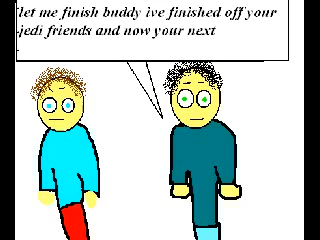 let me finish buddy ive finished off your
jedi friends and now your next
.